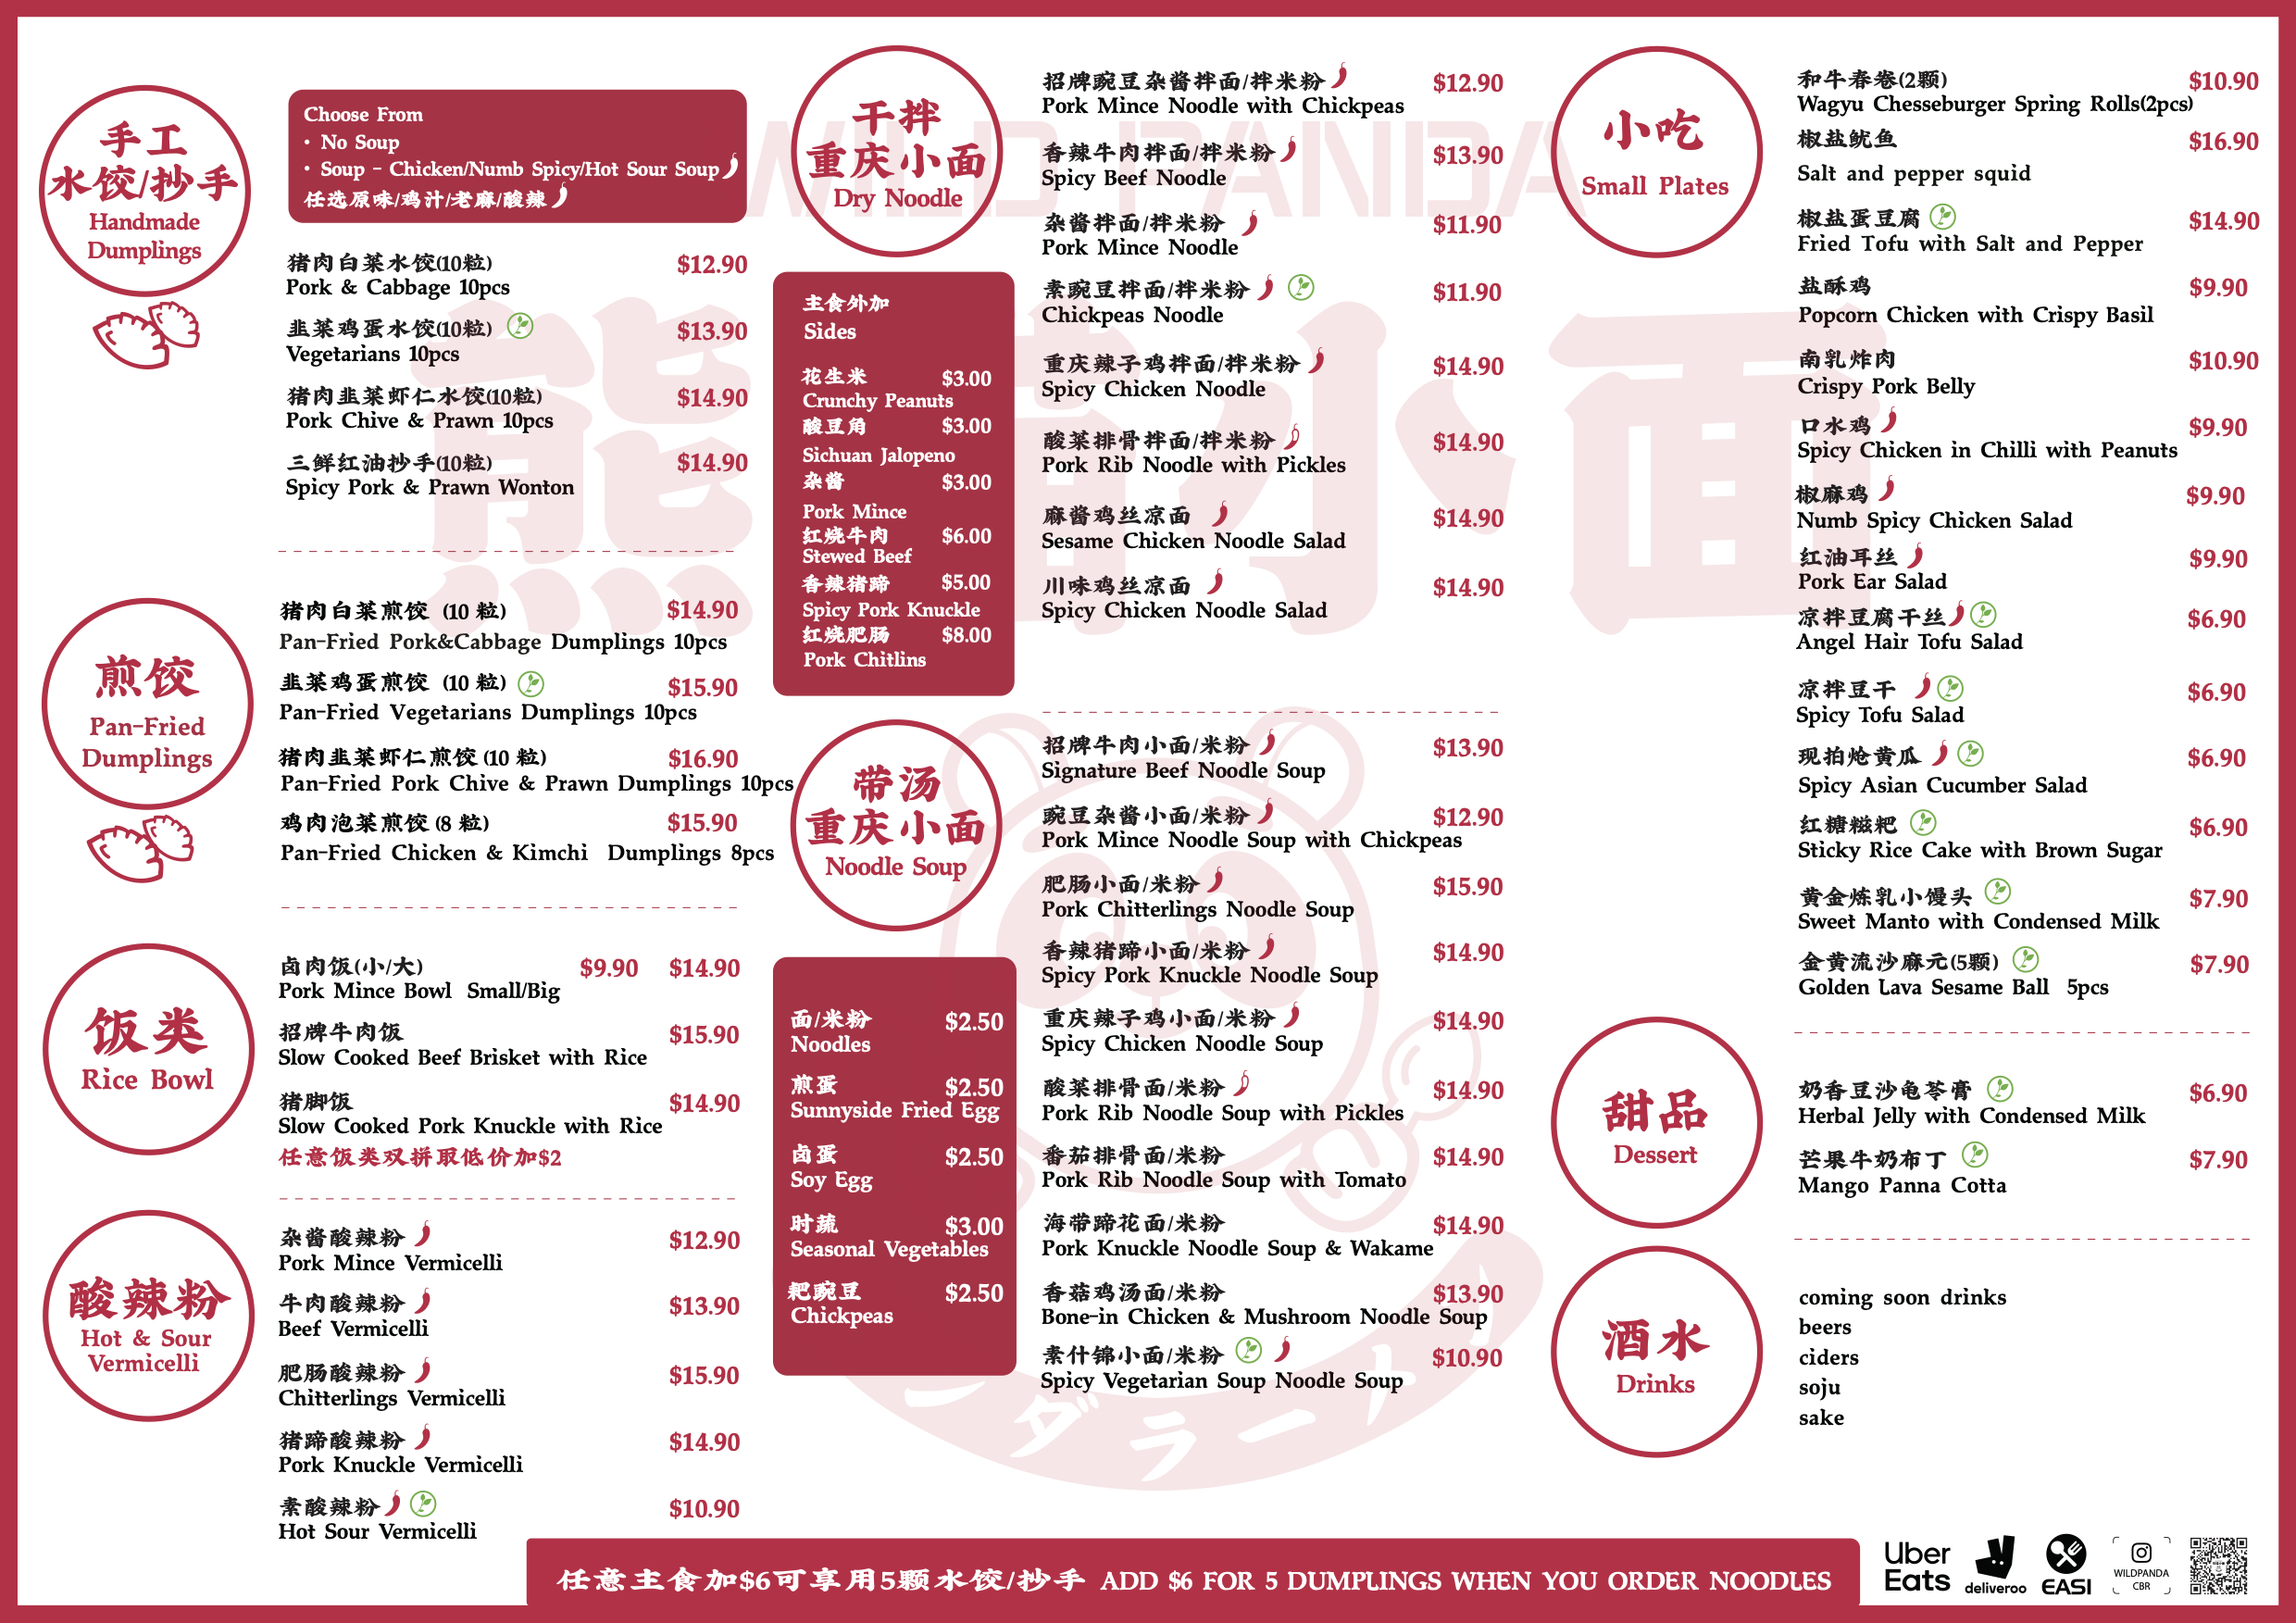 手工
水饺/抄手
Handmade
Dumplings
Choose From
• No Soup
• Soup - Chicken/Numb Spicy/Hot Sour Soup
任选原味/鸡汁/老麻/酸辣
猪肉白菜水饺(10粒)
$12.90
Pork & Cabbage 10pcs
韭菜鸡蛋水饺(10粒)
$13.90
Vegetarians 10pcs
猪肉韭菜虾仁水饺(10粒)
$14.90
Pork Chive & Prawn 10pcs
三鲜红油抄手(10粒)
$14.90
Spicy Pork & Prawn Wonton
煎饺
Pan-Fried
Dumplings
猪肉白菜煎饺 (10 粒)
$14.90
Pan-Fried Pork&Cabbage Dumplings 10pcs
韭菜鸡蛋煎饺 (10 粒)
$15.90
Pan-Fried Vegetarians Dumplings 10pcs
猪肉韭菜虾仁煎饺 (10 粒)
$16.90
Pan-Fried Pork Chive & Prawn Dumplings 10pcs
鸡肉泡菜煎饺 (8 粒)
$15.90
Pan-Fried Chicken & Kimchi Dumplings 8pcs
饭类
Rice Bowl
卤肉饭(小/大)
$9.90 $14.90
Pork Mince Bowl Small/Big
招牌牛肉饭
$15.90
Slow Cooked Beef Brisket with Rice
猪脚饭
$14.90
Slow Cooked Pork Knuckle with Rice
任意饭类双拼取低价加$2
酸辣粉
Hot & Sour
Vermicelli
杂酱酸辣粉
$12.90
Pork Mince Vermicelli
牛肉酸辣粉
$13.90
Beef Vermicelli
肥肠酸辣粉
$15.90
Chitterlings Vermicelli
猪蹄酸辣粉
$14.90
Pork Knuckle Vermicelli
素酸辣粉
$10.90
Hot Sour Vermicelli
WILD PANDA
熊猫小面
干拌
重庆小面
Dry Noodle
招牌豌豆杂酱拌面/拌米粉
$12.90
Pork Mince Noodle with Chickpeas
香辣牛肉拌面/拌米粉
$13.90
Spicy Beef Noodle
杂酱拌面/拌米粉
$11.90
Pork Mince Noodle
素豌豆拌面/拌米粉
$11.90
Chickpeas Noodle
重庆辣子鸡拌面/拌米粉
$14.90
Spicy Chicken Noodle
酸菜排骨拌面/拌米粉
$14.90
Pork Rib Noodle with Pickles
麻酱鸡丝凉面
$14.90
Sesame Chicken Noodle Salad
川味鸡丝凉面
$14.90
Spicy Chicken Noodle Salad
主食外加
Sides
花生米
$3.00
Crunchy Peanuts
酸豆角
$3.00
Sichuan Jalopeno
杂酱
$3.00
Pork Mince
红烧牛肉
$6.00
Stewed Beef
香辣猪蹄
$5.00
Spicy Pork Knuckle
红烧肥肠
$8.00
Pork Chitlins
带汤
重庆小面
Noodle Soup
招牌牛肉小面/米粉
$13.90
Signature Beef Noodle Soup
豌豆杂酱小面/米粉
$12.90
Pork Mince Noodle Soup with Chickpeas
肥肠小面/米粉
$15.90
Pork Chitterlings Noodle Soup
香辣猪蹄小面/米粉
$14.90
Spicy Pork Knuckle Noodle Soup
重庆辣子鸡小面/米粉
$14.90
Spicy Chicken Noodle Soup
酸菜排骨面/米粉
$14.90
Pork Rib Noodle Soup with Pickles
番茄排骨面/米粉
$14.90
Pork Rib Noodle Soup with Tomato
海带蹄花面/米粉
$14.90
Pork Knuckle Noodle Soup & Wakame
香菇鸡汤面/米粉
$13.90
Bone-in Chicken & Mushroom Noodle Soup
素什锦小面/米粉
$10.90
Spicy Vegetarian Soup Noodle Soup
面/米粉
$2.50
Noodles
煎蛋
$2.50
Sunnyside Fried Egg
卤蛋
$2.50
Soy Egg
时蔬
$3.00
Seasonal Vegetables
粑豌豆
$2.50
Chickpeas
小吃
Small Plates
和牛春卷(2颗)
$10.90
Wagyu Chesseburger Spring Rolls(2pcs)
椒盐鱿鱼
$16.90
Salt and pepper squid
椒盐蛋豆腐
$14.90
Fried Tofu with Salt and Pepper
盐酥鸡
$9.90
Popcorn Chicken with Crispy Basil
南乳炸肉
$10.90
Crispy Pork Belly
口水鸡
$9.90
Spicy Chicken in Chilli with Peanuts
椒麻鸡
$9.90
Numb Spicy Chicken Salad
红油耳丝
$9.90
Pork Ear Salad
凉拌豆腐干丝
$6.90
Angel Hair Tofu Salad
凉拌豆干
$6.90
Spicy Tofu Salad
现拍炝黄瓜
$6.90
Spicy Asian Cucumber Salad
红糖糍粑
$6.90
Sticky Rice Cake with Brown Sugar
黄金炼乳小馒头
$7.90
Sweet Manto with Condensed Milk
金黄流沙麻元(5颗)
$7.90
Golden Lava Sesame Ball 5pcs
甜品
Dessert
奶香豆沙龟苓膏
$6.90
Herbal Jelly with Condensed Milk
芒果牛奶布丁
$7.90
Mango Panna Cotta
酒水
Drinks
coming soon drinks
beers
ciders
soju
sake
任意主食加$6可享用5颗水饺/抄手 ADD $6 FOR 5 DUMPLINGS WHEN YOU ORDER NOODLES
Uber
Eats
deliveroo
EASI
WILDPANDA
CBR